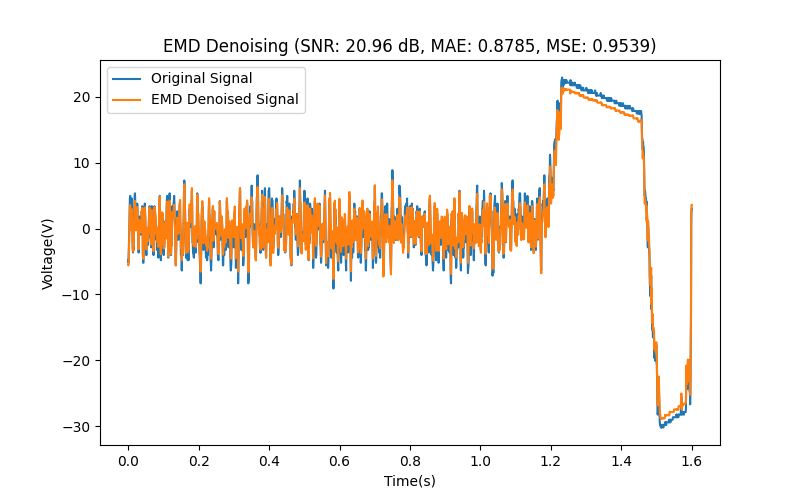 EMD Denoising (SNR: 20.96 dB, MAE: 0.8785, MSE: 0.9539)
Original Signal
EMD Denoised Signal
20
10
0
−10
−20
−30
Voltage(V)
0.0 0.2 0.4 0.6 0.8 1.0 1.2 1.4 1.6
Time(s)